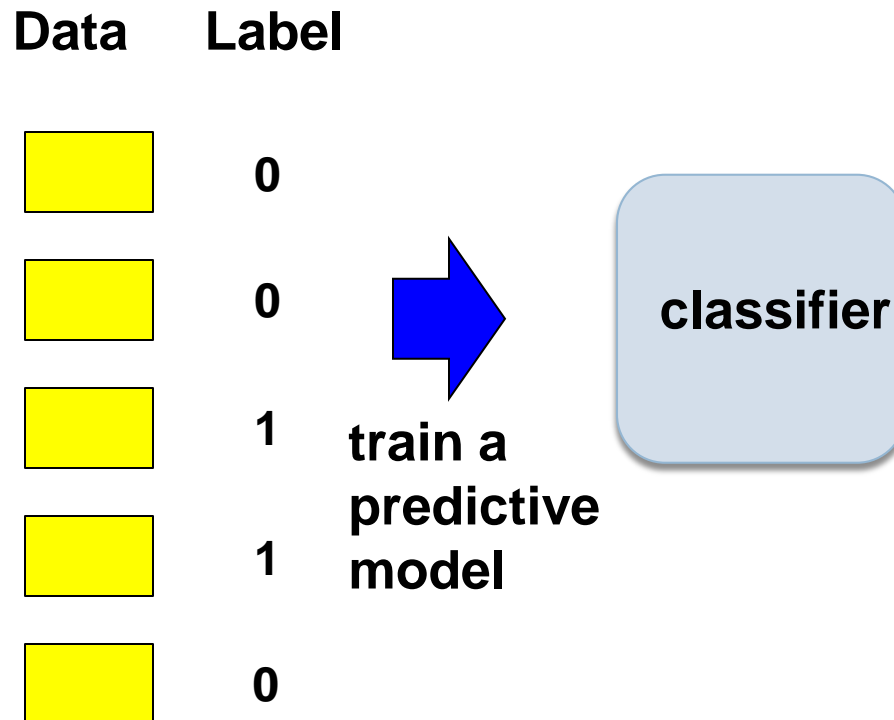 Data Label
0
0
classifier
1
train a
predictive
1
model
0